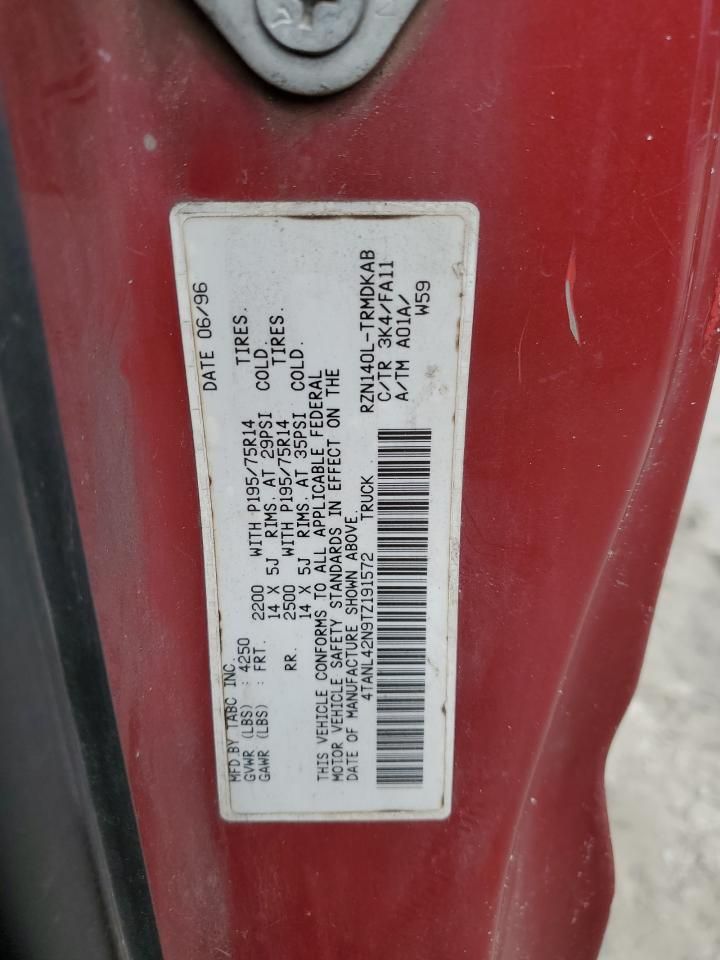 MFD BY TABC INC. DATE 06/96
GVWR (LBS) : 4250
GAWR (LBS) : FRT. 2200 WITH P195/75R14 TIRES.
14 X 5J RIMS. AT 29PSI COLD.
RR. 2500 WITH P195/75R14 TIRES.
14 X 5J RIMS. AT 35PSI COLD.
THIS VEHICLE CONFORMS TO ALL APPLICABLE FEDERAL
MOTOR VEHICLE SAFETY STANDARDS IN EFFECT ON THE
DATE OF MANUFACTURE SHOWN ABOVE.
4TANL42N9TZ191572 TRUCK RZN140L-TRMDKAB
C/TR 3K4/FA11
A/TM A01A/
W59